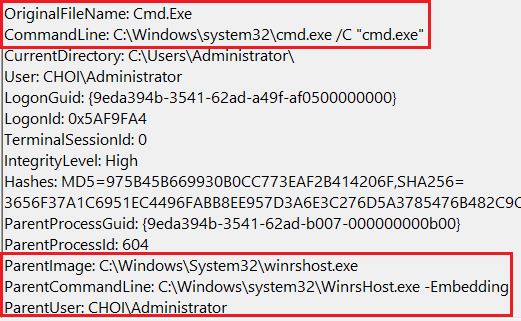 OriginalFileName: Cmd.Exe
CommandLine: C:\Windows\system32\cmd.exe /C "cmd.exe"
CurrentDirectory: C:\Users\Administrator\
User: CHOI\Administrator
LogonGuid: {9eda394b-3541-62ad-a49f-af0500000000}
LogonId: 0x5AF9FA4
TerminalSessionId: 0
IntegrityLevel: High
Hashes: MD5=975B45B669930B0CC773EAF2B414206F,SHA256=
3656F37A1C6951EC4496FABB8EE957D3A6E3C276D5A3785476B482C9C
ParentProcessGuid: {9eda394b-3541-62ad-b007-000000000b00}
ParentProcessId: 604
ParentImage: C:\Windows\System32\winrshost.exe
ParentCommandLine: C:\Windows\system32\WinrsHost.exe -Embedding
ParentUser: CHOI\Administrator